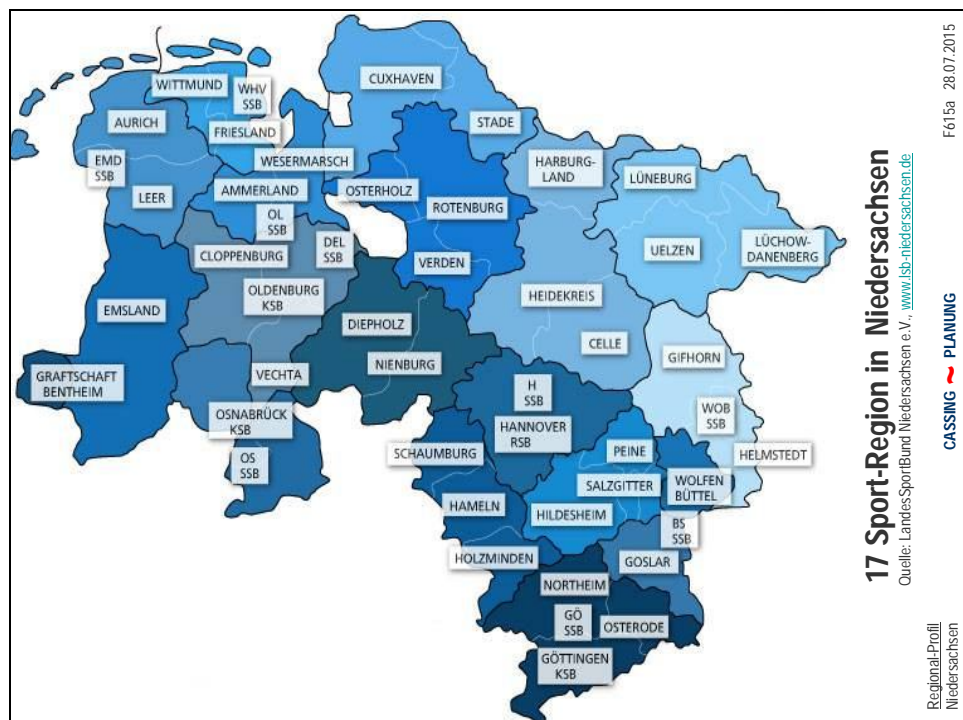 CUXHAVEN
WITTMUND
WHV
SSB
AURICH
STADE
FRIESLAND
WESERMARSCH
EMD
SSB
HARBURG-
LAND
LÜNEBURG
LEER
AMMERLAND
OSTERHOLZ
ROTENBURG
OL
SSB
DEL
SSB
CLOPPENBURG
VERDEN
UELZEN
LÜCHOW-
DANENBERG
OLDENBURG
KSB
HEIDEKREIS
EMSLAND
DIEPHOLZ
CELLE
GIFHORN
NIENBURG
GRAFTSCHAFT
BENTHEIM
VECHTA
H
SSB
OSNABRÜCK
KSB
HANNOVER
RSB
WOB
SSB
SCHAUMBURG
PEINE
HELMSTEDT
OS
SSB
SALZGITTER
WOLFEN
BÜTTEL
HAMELN
HILDESHEIM
BS
SSB
HOLZMINDEN
GOSLAR
NORTHEIM
GÖ
SSB
OSTERODE
GÖTTINGEN
KSB
17 Sport-Region in Niedersachsen
Quelle: LandesSportBund Niedersachsen e.V., www.lsb-niedersachsen.de
Regional-Profil
Niedersachsen
CASSING ~ PLANUNG
F615a 28.07.2015